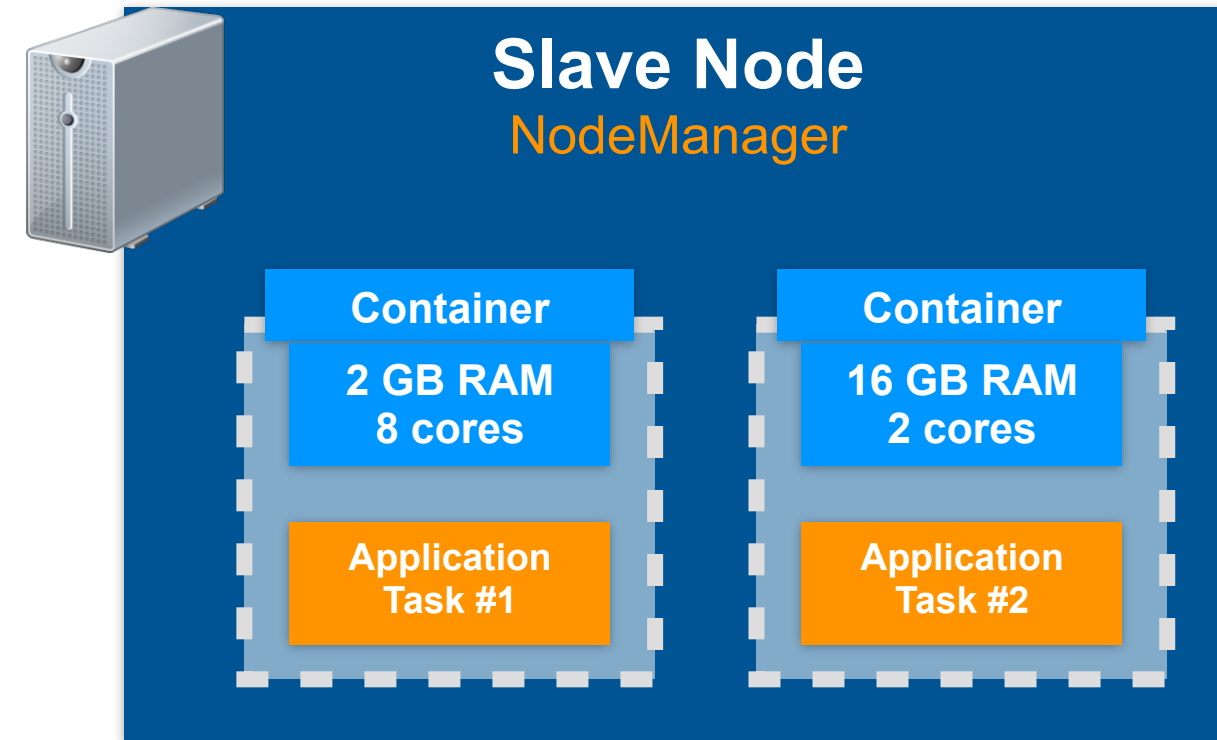 Slave Node
NodeManager
Container
2 GB RAM
8 cores
Application
Task #1
Container
16 GB RAM
2 cores
Application
Task #2